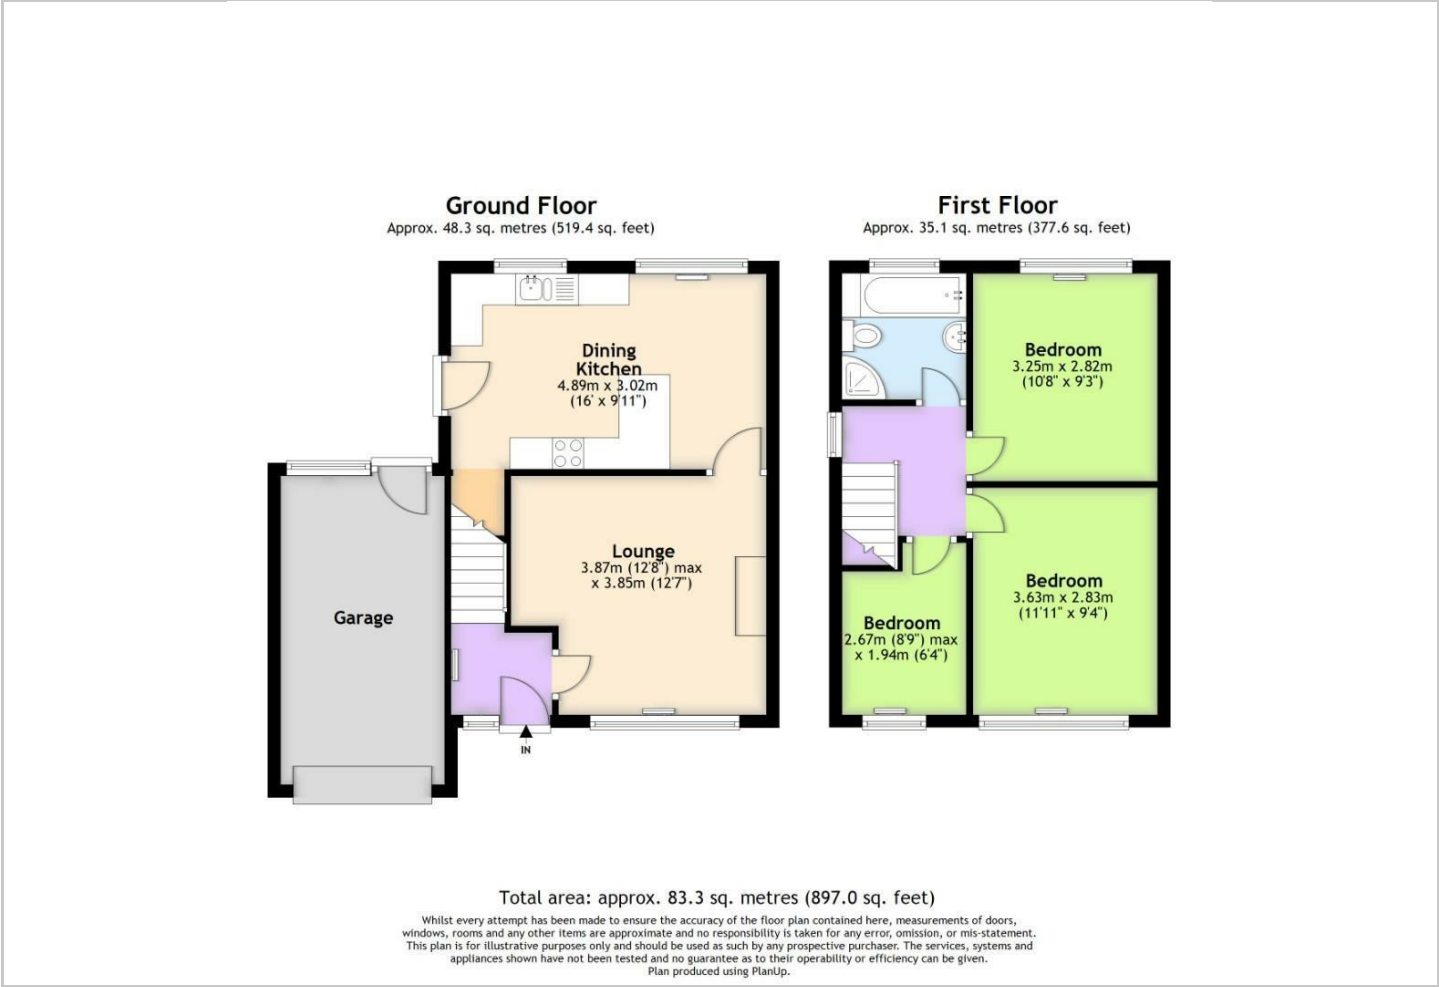 Ground Floor
Approx. 48.3 sq. metres (519.4 sq. feet)
Dining
Kitchen
4.89m x 3.02m
(16' x 9'11")
Lounge
3.87m (12'8") max
x 3.85m (12'7")
Garage
IN
First Floor
Approx. 35.1 sq. metres (377.6 sq. feet)
Bedroom
3.25m x 2.82m
(10'8" x 9'3")
Bedroom
3.63m x 2.83m
(11'11" x 9'4")
Bedroom
2.67m (8'9") max
x 1.94m (6'4")
Total area: approx. 83.3 sq. metres (897.0 sq. feet)
Whilst every attempt has been made to ensure the accuracy of the floor plan contained here, measurements of doors,
windows, rooms and any other items are approximate and no responsibility is taken for any error, omission, or mis-statement.
This plan is for illustrative purposes only and should be used as such by any prospective purchaser. The services, systems and
appliances shown have not been tested and no guarantee as to their operability or efficiency can be given.
Plan produced using PlanUp.